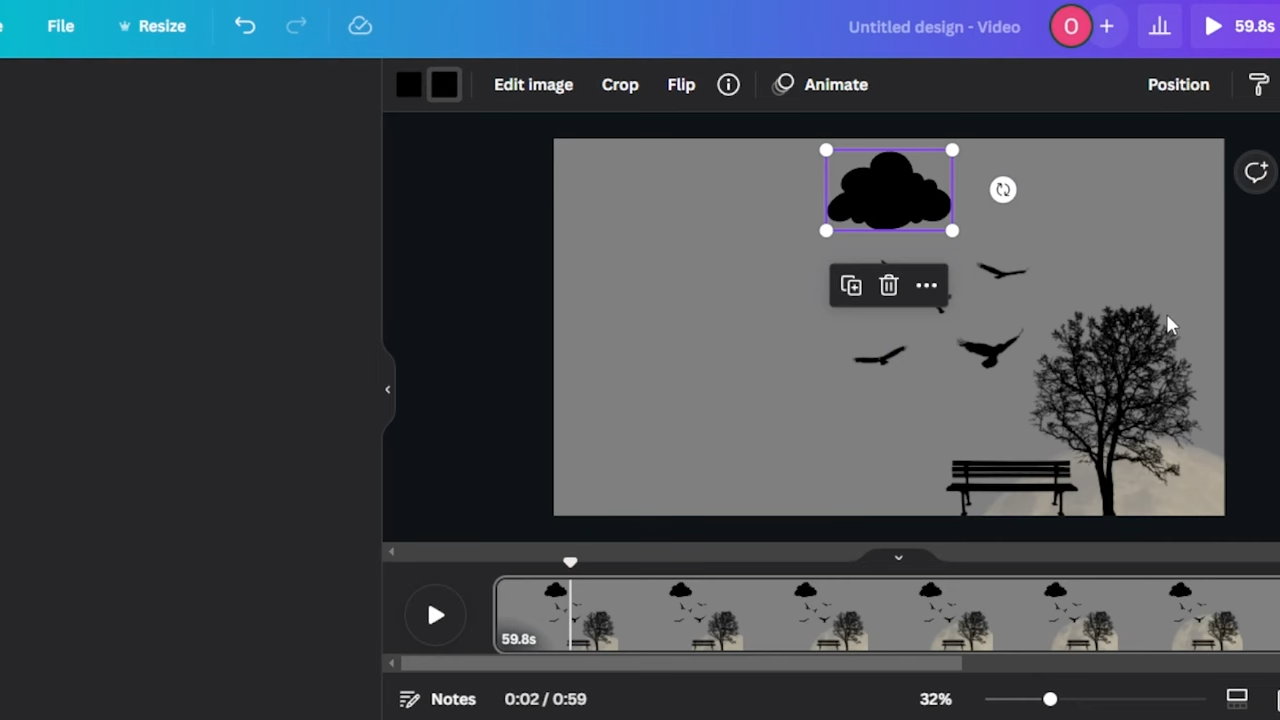 File
Resize
Untitled design - Video
O
59.8s
Edit image
Crop
Flip
Animate
Position
59.8s
Notes
0:02 / 0:59
32%